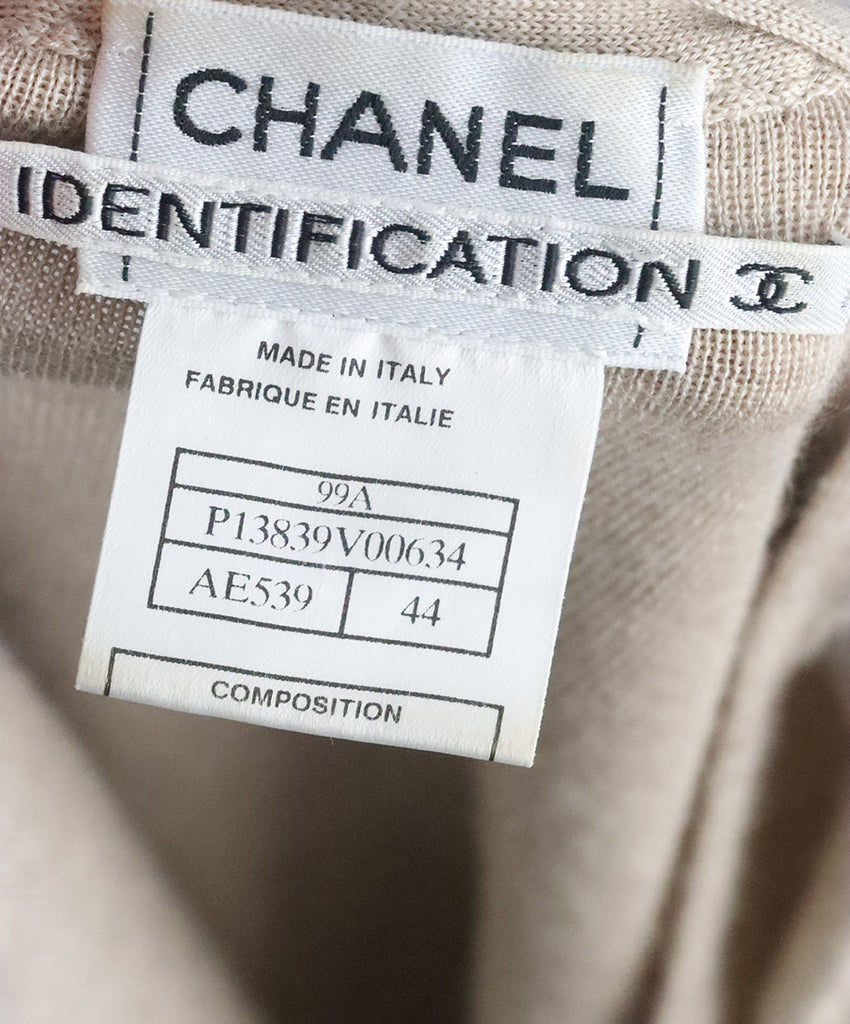 CHANEL
IDENTIFICATION
MADE IN ITALY
FABRIQUE EN ITALIE
99A
P13839V00634
AE539 44
COMPOSITION